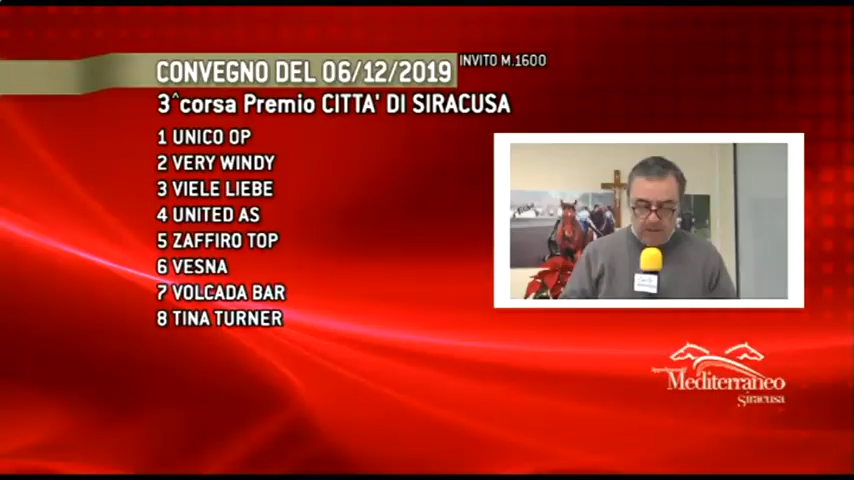 CONVEGNO DEL 06/12/2019
INVITO M.1600
3^corsa Premio CITTA' DI SIRACUSA
1 UNICO OP
2 VERY WINDY
3 VIELE LIEBE
4 UNITED AS
5 ZAFFIRO TOP
6 VESNA
7 VOLCADA BAR
8 TINA TURNER
Mediterraneo
Siracusa